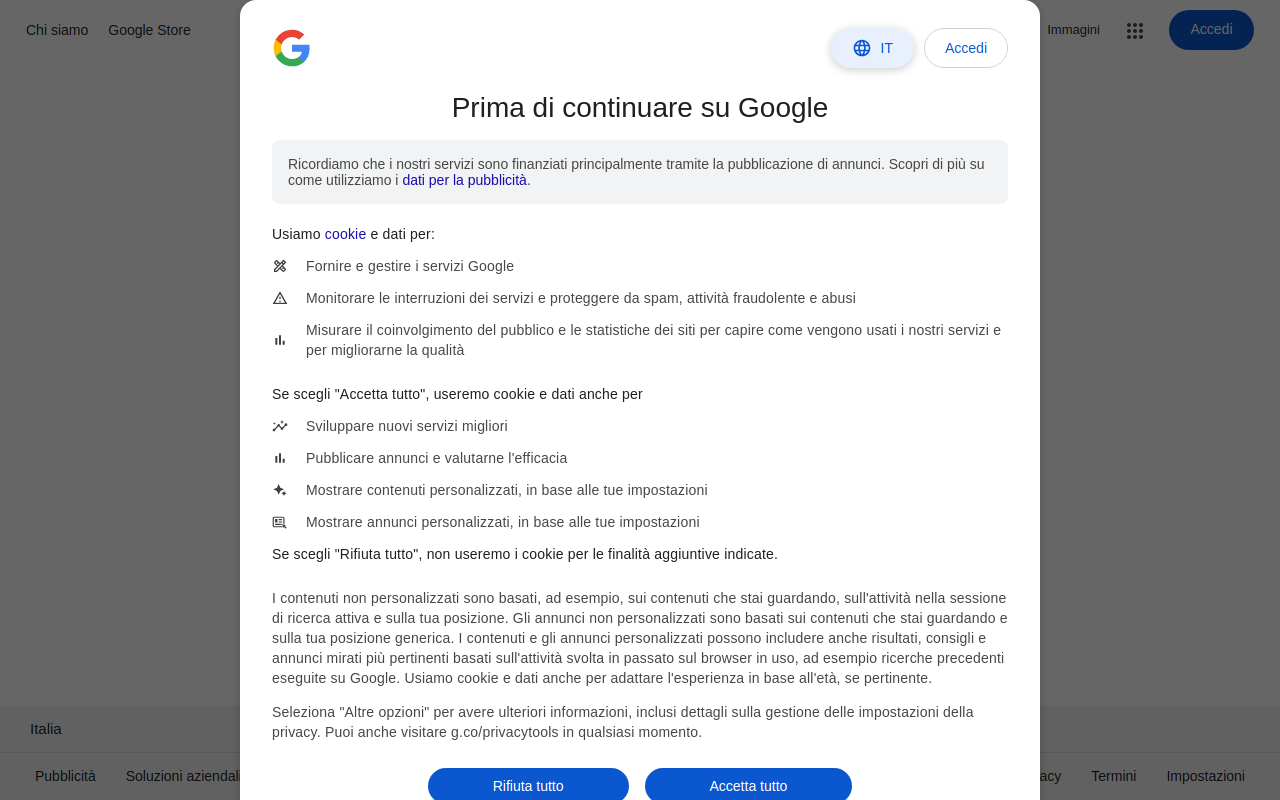 Chi siamo Google Store
Immagini
Accedi
IT
Accedi
Prima di continuare su Google
Ricordiamo che i nostri servizi sono finanziati principalmente tramite la pubblicazione di annunci. Scopri di più su
come utilizziamo i dati per la pubblicità.
Usiamo cookie e dati per:
Fornire e gestire i servizi Google
Monitorare le interruzioni dei servizi e proteggere da spam, attività fraudolente e abusi
Misurare il coinvolgimento del pubblico e le statistiche dei siti per capire come vengono usati i nostri servizi e
per migliorarne la qualità
Se scegli "Accetta tutto", useremo cookie e dati anche per
Sviluppare nuovi servizi migliori
Pubblicare annunci e valutarne l'efficacia
Mostrare contenuti personalizzati, in base alle tue impostazioni
Mostrare annunci personalizzati, in base alle tue impostazioni
Se scegli "Rifiuta tutto", non useremo i cookie per le finalità aggiuntive indicate.
I contenuti non personalizzati sono basati, ad esempio, sui contenuti che stai guardando, sull'attività nella sessione
di ricerca attiva e sulla tua posizione. Gli annunci non personalizzati sono basati sui contenuti che stai guardando e
sulla tua posizione generica. I contenuti e gli annunci personalizzati possono includere anche risultati, consigli e
annunci mirati più pertinenti basati sull'attività svolta in passato sul browser in uso, ad esempio ricerche precedenti
eseguite su Google. Usiamo cookie e dati anche per adattare l'esperienza in base all'età, se pertinente.
Seleziona "Altre opzioni" per avere ulteriori informazioni, inclusi dettagli sulla gestione delle impostazioni della
privacy. Puoi anche visitare g.co/privacytools in qualsiasi momento.
Rifiuta tutto
Accetta tutto
Italia
Pubblicità Soluzioni aziendali
acy Termini Impostazioni